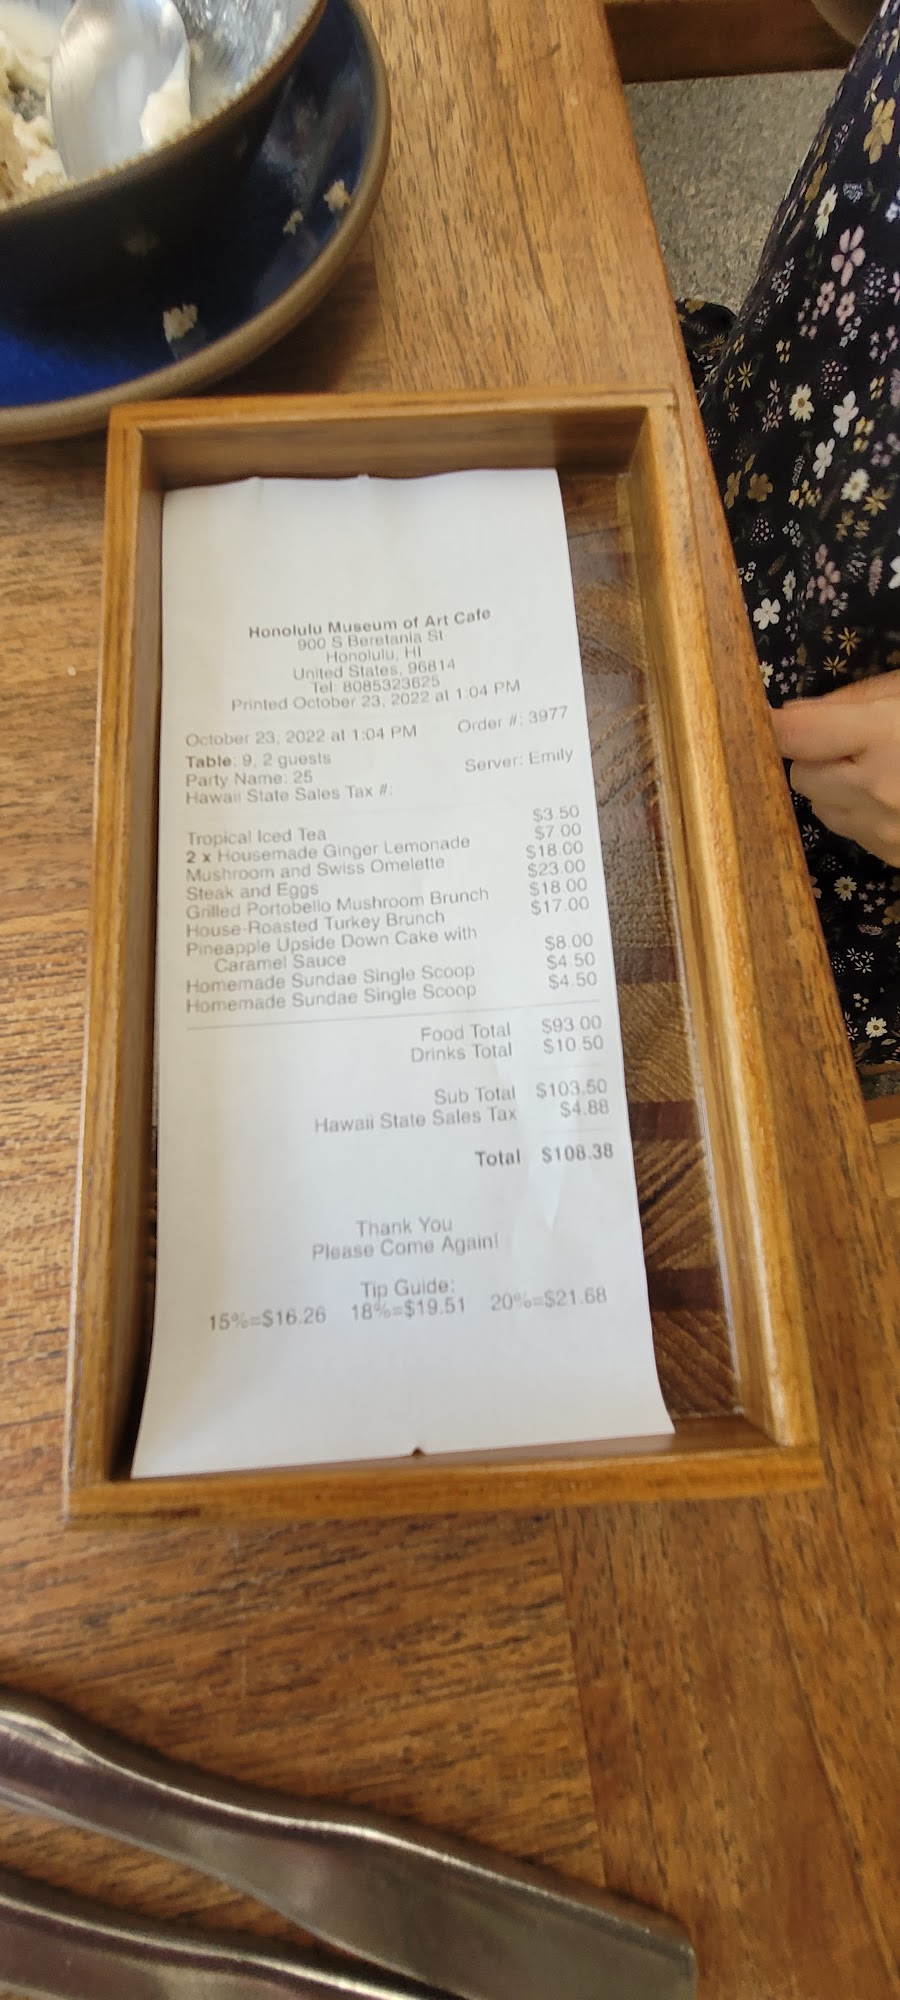 Honolulu Museum of Art Cafe
900 S Beretania St
Honolulu, HI
United States, 96814
Tel: 8085323625
Printed October 23, 2022 at 1:04 PM
October 23, 2022 at 1:04 PM Order #: 3977
Table: 9, 2 guests
Party Name: 25 Server: Emily
Hawaii State Sales Tax #:
Tropical Iced Tea $3.50
2 x Housemade Ginger Lemonade $7.00
Mushroom and Swiss Omelette $18.00
Steak and Eggs $23.00
Grilled Portobello Mushroom Brunch $18.00
House-Roasted Turkey Brunch $17.00
Pineapple Upside Down Cake with
Caramel Sauce $8.00
Homemade Sundae Single Scoop $4.50
Homemade Sundae Single Scoop $4.50
Food Total $93.00
Drinks Total $10.50
Sub Total $103.50
Hawaii State Sales Tax $4.88
Total $108.38
Thank You
Please Come Again!
Tip Guide:
15%=$16.26 18%=$19.51 20%=$21.68